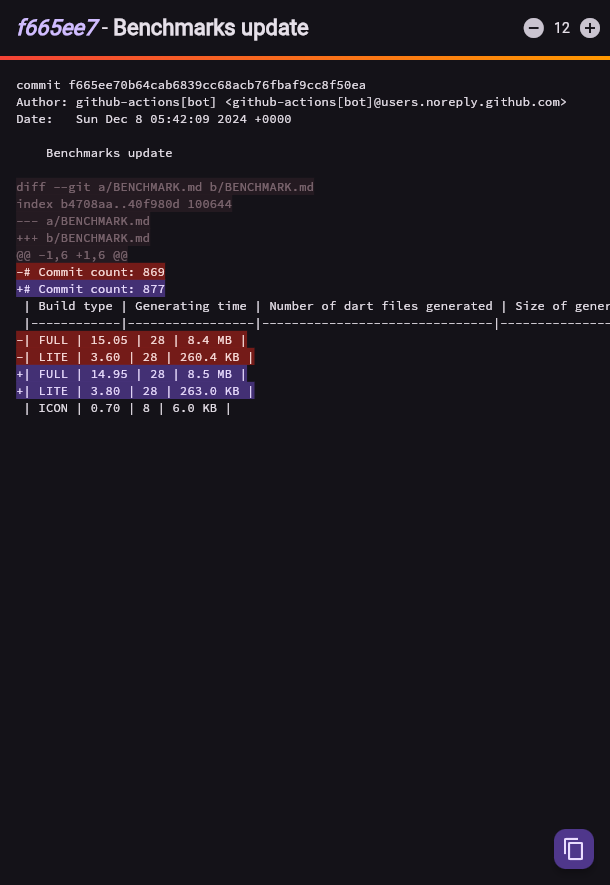 f665ee7 - Benchmarks update
12
commit f665ee70b64cab6839cc68acb76fbaf9cc8f50ea
Author: github-actions[bot] <github-actions[bot]@users.noreply.github.com>
Date:   Sun Dec 8 05:42:09 2024 +0000
    Benchmarks update
diff --git a/BENCHMARK.md b/BENCHMARK.md
index b4708aa..40f980d 100644
--- a/BENCHMARK.md
+++ b/BENCHMARK.md
@@ -1,6 +1,6 @@
-# Commit count: 869
+# Commit count: 877
 | Build type | Generating time | Number of dart files generated | Size of gener
 |------------|-----------------|-------------------------------|---------------
-| FULL | 15.05 | 28 | 8.4 MB |
-| LITE | 3.60 | 28 | 260.4 KB |
+| FULL | 14.95 | 28 | 8.5 MB |
+| LITE | 3.80 | 28 | 263.0 KB |
 | ICON | 0.70 | 8 | 6.0 KB |